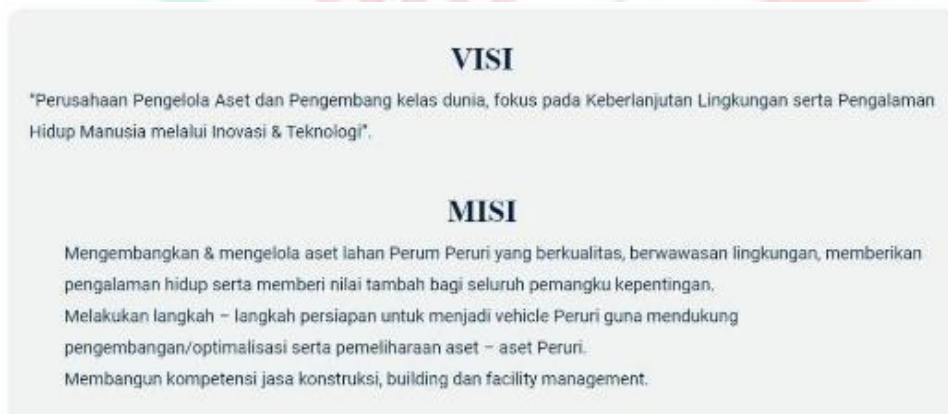 VISI
"Perusahaan Pengelola Aset dan Pengembang kelas dunia, fokus pada Keberlanjutan Lingkungan serta Pengalaman
Hidup Manusia melalui Inovasi & Teknologi".
MISI
Mengembangkan & mengelola aset lahan Perum Peruri yang berkualitas, berwawasan lingkungan, memberikan
pengalaman hidup serta memberi nilai tambah bagi seluruh pemangku kepentingan.
Melakukan langkah – langkah persiapan untuk menjadi vehicle Peruri guna mendukung
pengembangan/optimalisasi serta pemeliharaan aset – aset Peruri.
Membangun kompetensi jasa konstruksi, building dan facility management.